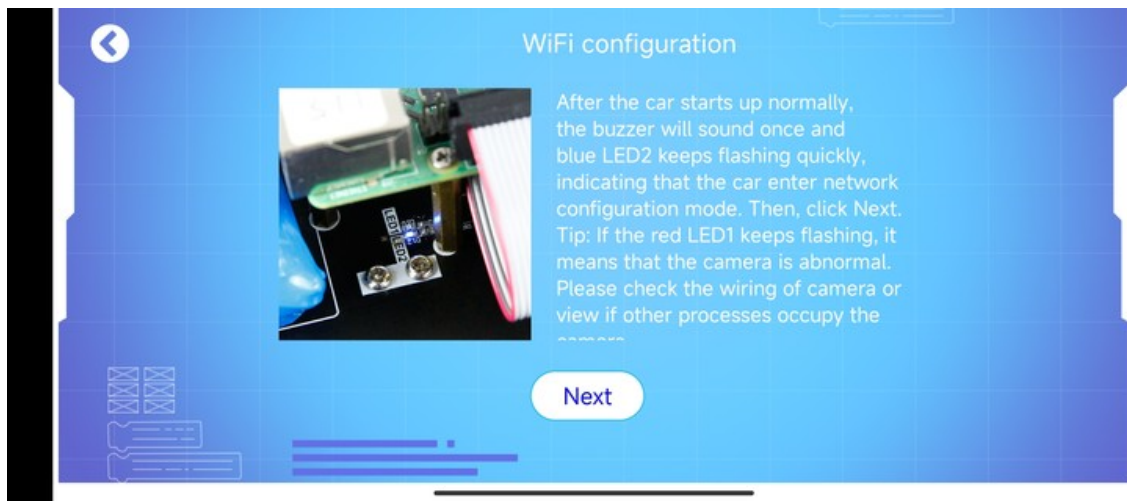 WiFi configuration
After the car starts up normally,
the buzzer will sound once and
blue LED2 keeps flashing quickly,
indicating that the car enter network
configuration mode. Then, click Next.
Tip: If the red LED1 keeps flashing, it
means that the camera is abnormal.
Please check the wiring of camera or
view if other processes occupy the
LED1
LED2
Next